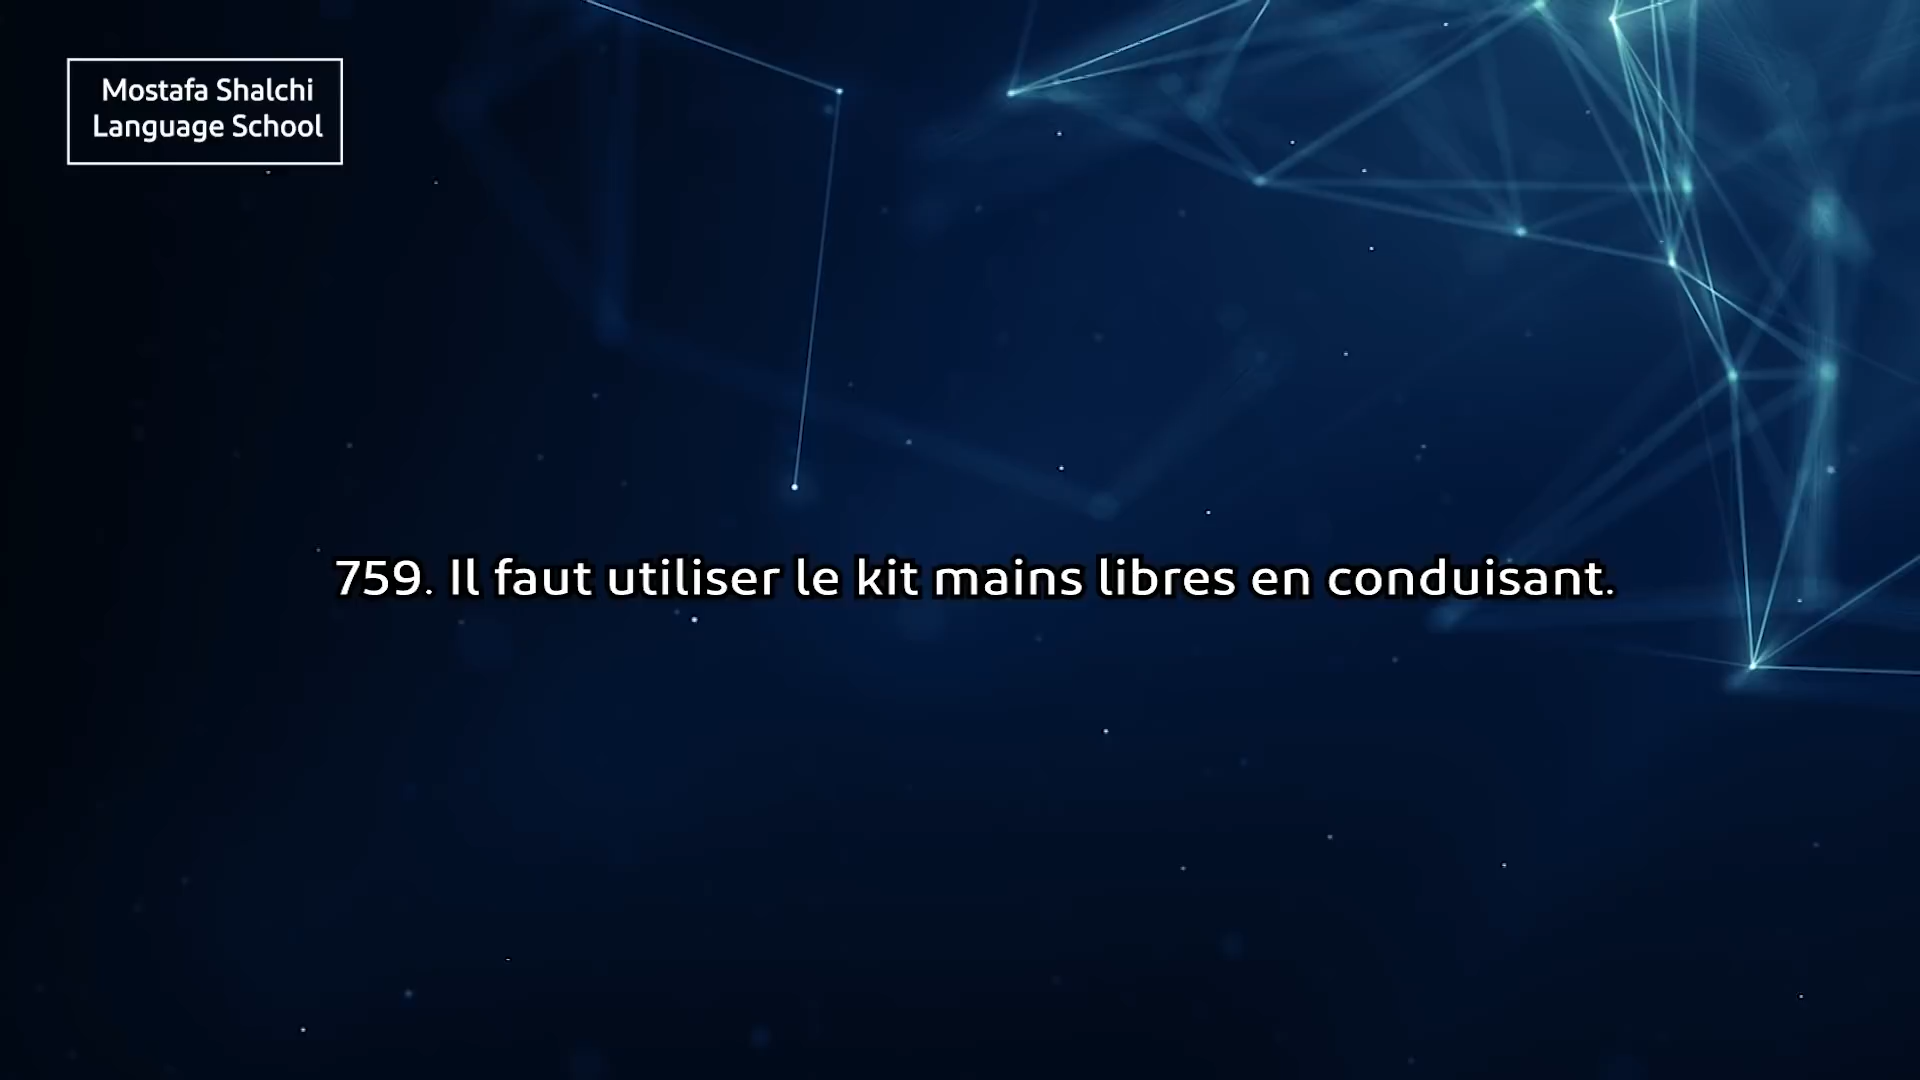 Mostafa Shalchi
Language School
759. Il faut utiliser le kit mains libres en conduisant.